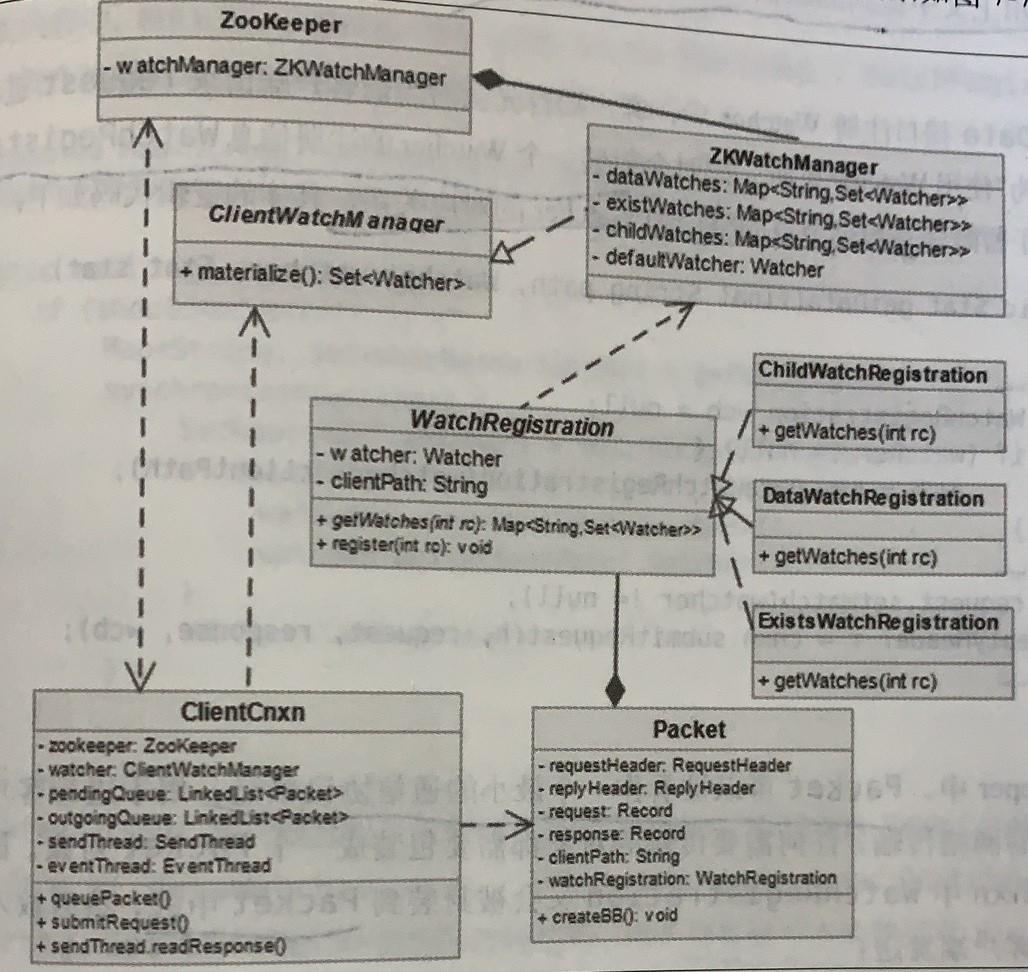 ZooKeeper
- watchManager: ZKWatchManager
ZKWatchManager
- dataWatches: Map<String,Set<Watcher>>
- existWatches: Map<String,Set<Watcher>>
- childWatches: Map<String,Set<Watcher>>
- defaultWatcher: Watcher
ClientWatchManager
+ materialize(): Set<Watcher>
ChildWatchRegistration
+ getWatches(int rc)
WatchRegistration
- watcher: Watcher
- clientPath: String
+ getWatches(int rc): Map<String,Set<Watcher>>
+ register(int rc): void
DataWatchRegistration
+ getWatches(int rc)
ExistsWatchRegistration
+ getWatches(int rc)
ClientCnxn
- zookeeper: ZooKeeper
- watcher: ClientWatchManager
- pendingQueue: LinkedList<Packet>
- outgoingQueue: LinkedList<Packet>
- sendThread: SendThread
- eventThread: EventThread
+ queuePacket()
+ submitRequest()
+ sendThread.readResponse()
Packet
- requestHeader: RequestHeader
- replyHeader: ReplyHeader
- request: Record
- response: Record
- clientPath: String
- watchRegistration: WatchRegistration
+ createBB(): void